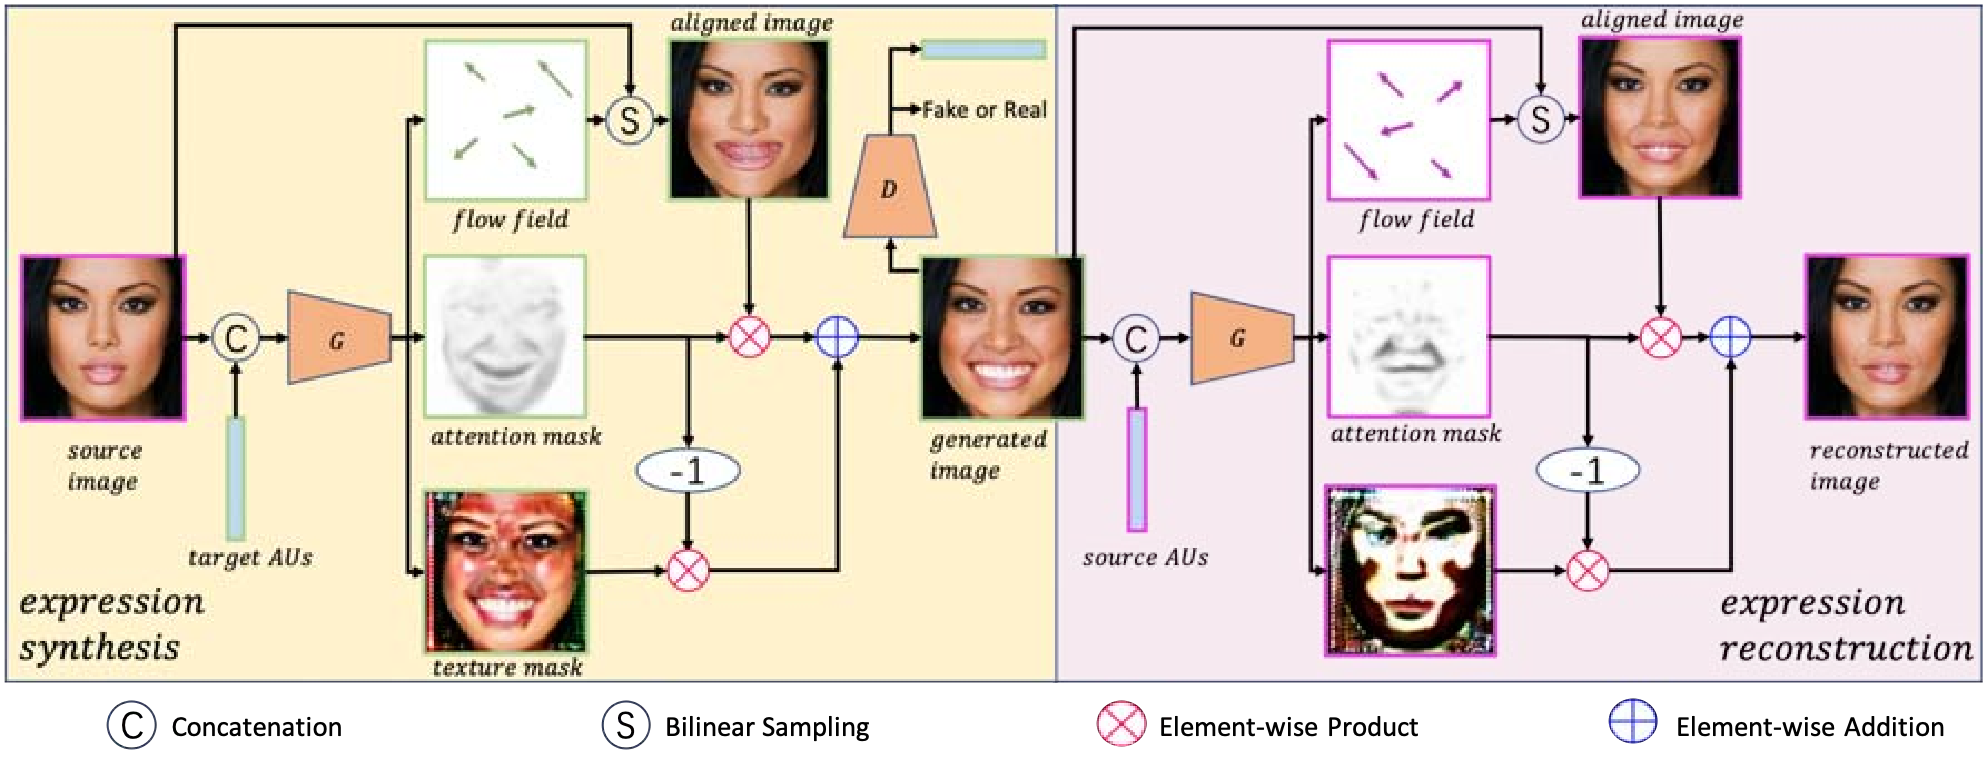 aligned image
aligned image
Fake or Real
S
S
D
flow field
flow field
C
G
C
G
attention mask
attention mask
source
image
generated
image
reconstructed
image
-1
-1
target AUs
source AUs
expression
synthesis
expression
reconstruction
texture mask
C Concatenation
S Bilinear Sampling
Element-wise Product
Element-wise Addition